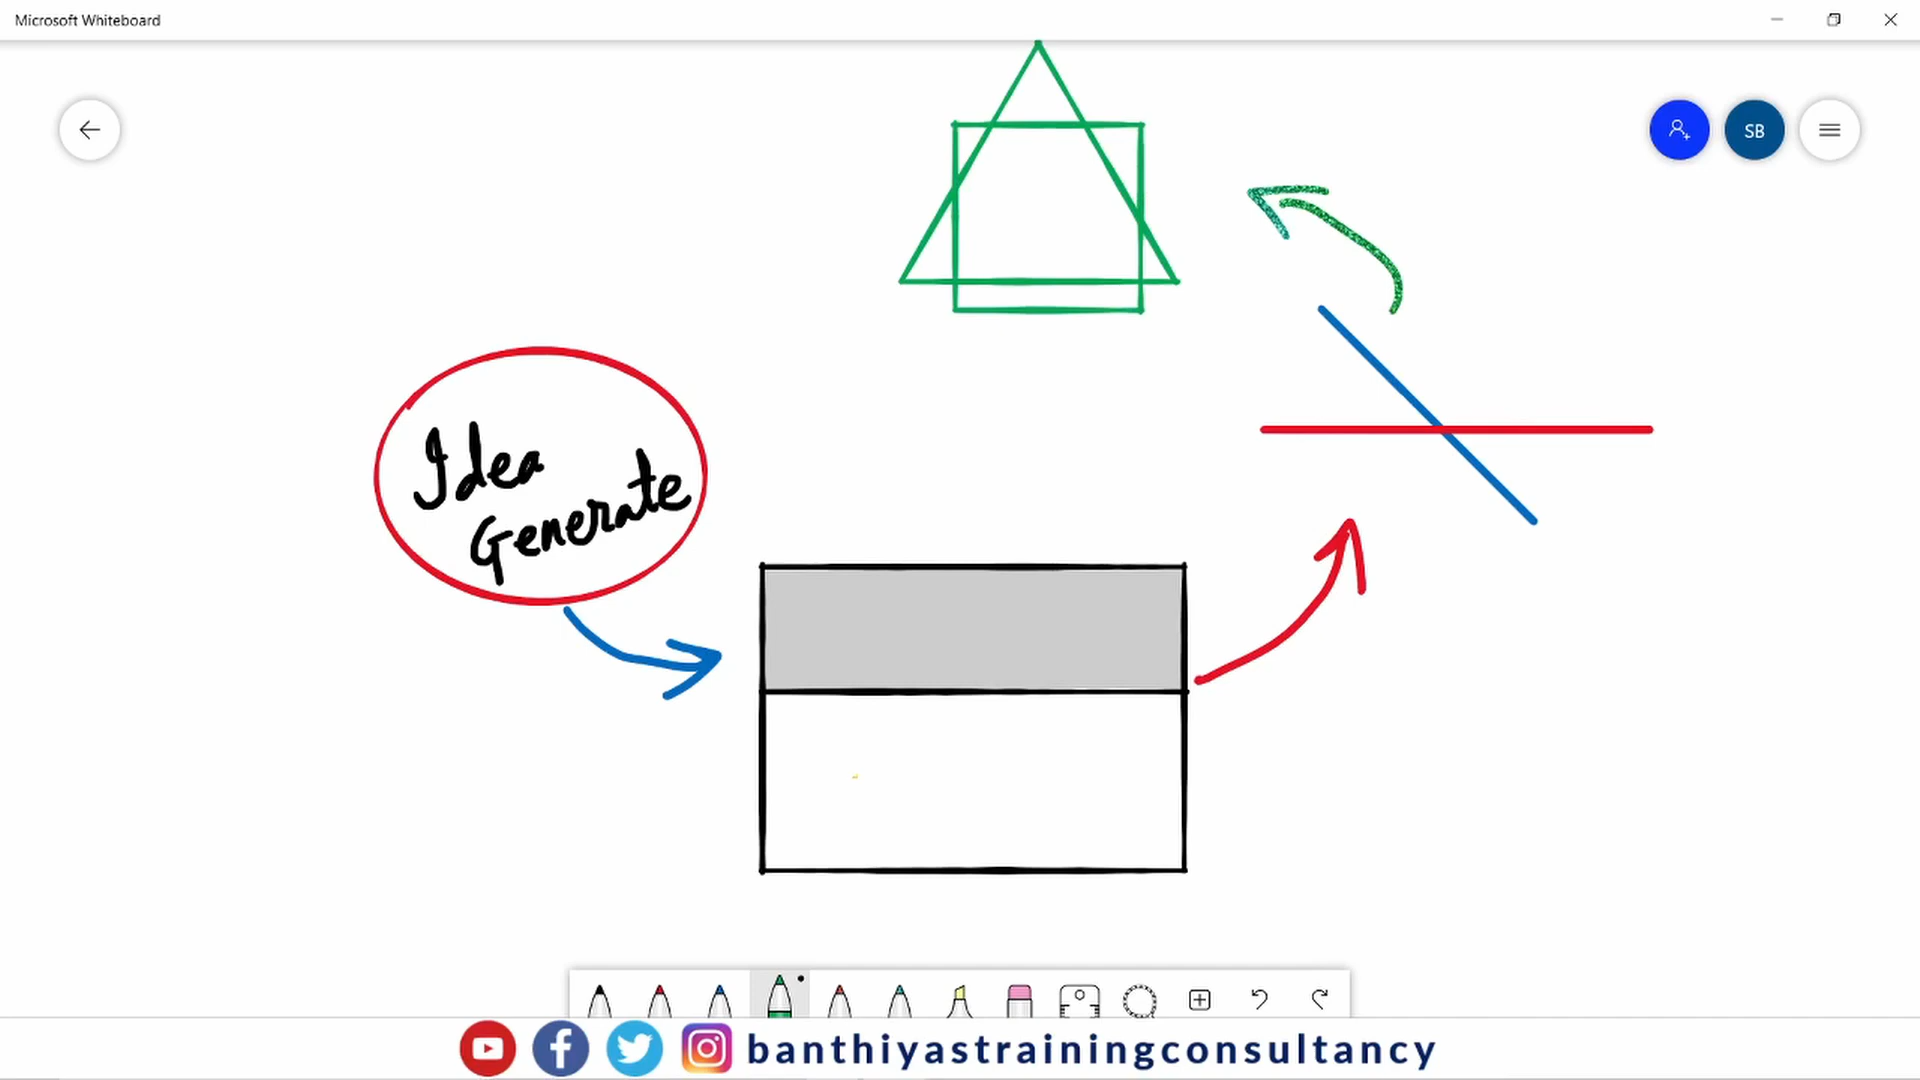 Microsoft Whiteboard
SB
Idea
Generate
banthiyastrainingconsultancy